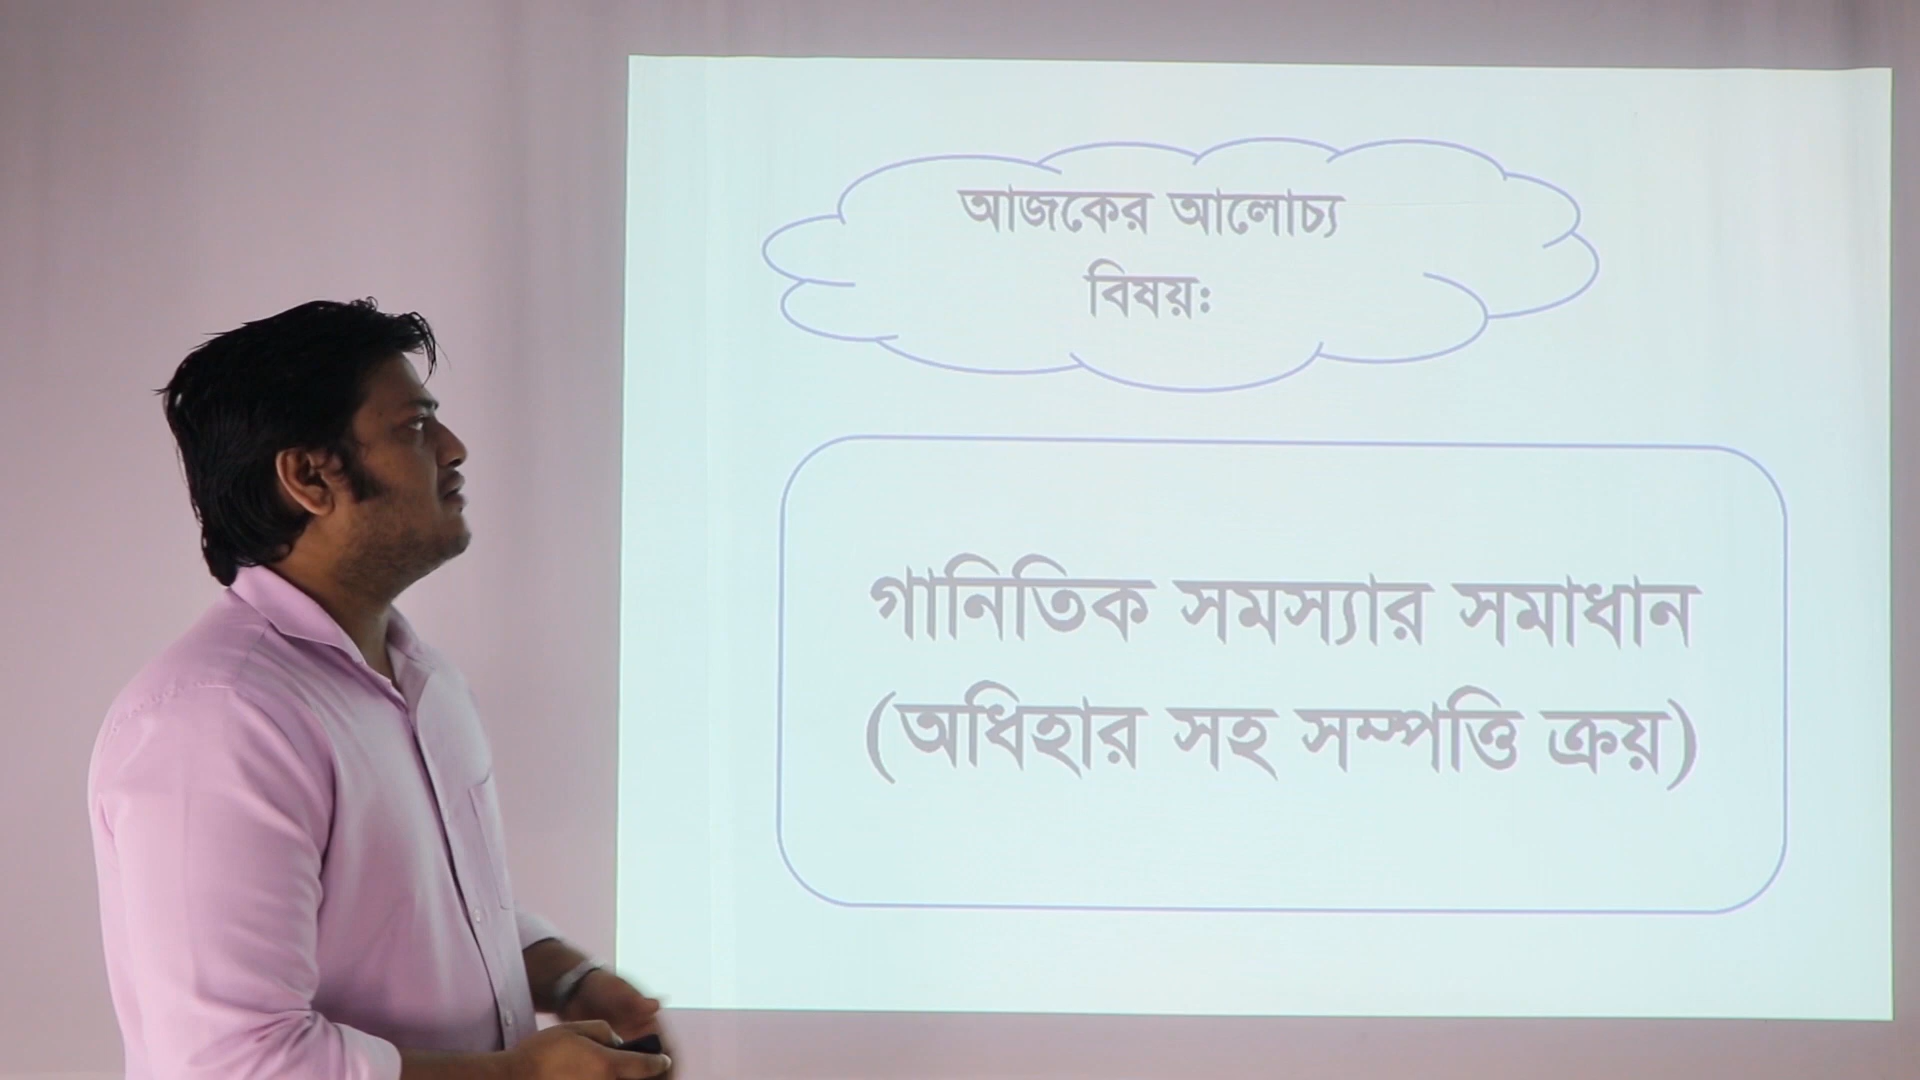 আজকের আলোচ্য
বিষয়ঃ
গানিতিক সমস্যার সমাধান
(অধিহার সহ সম্পত্তি ক্রয়)